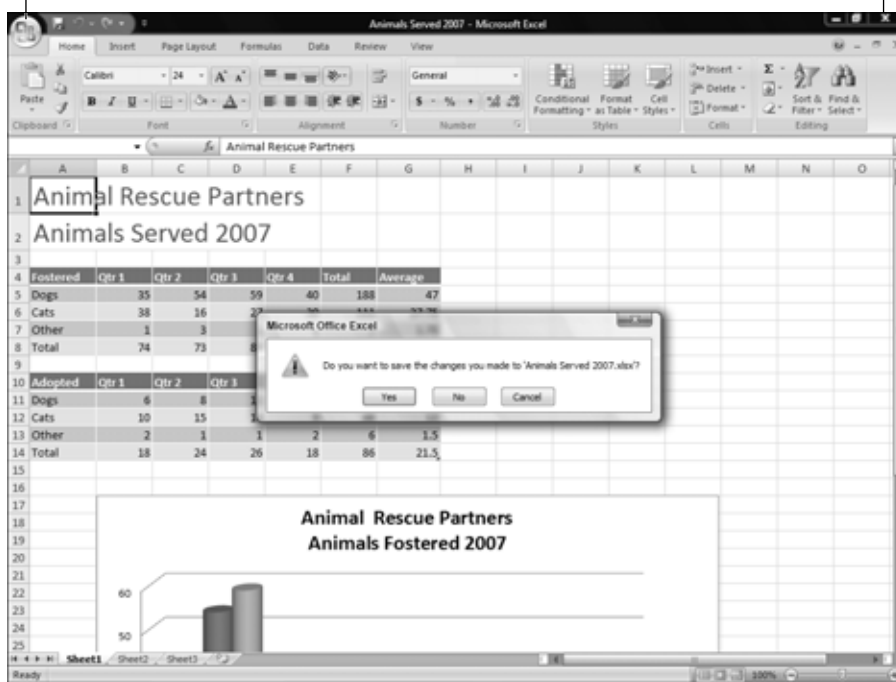 Animals Served 2007 - Microsoft Excel
Home Insert Page Layout Formulas Data Review View
Calibri 24 A A General
Paste B I U A $ % , Conditional Formatting Format as Table Cell Styles Insert Delete Format Σ Sort & Filter Find & Select
Clipboard Font Alignment Number Styles Cells Editing
fx Animal Rescue Partners
A B C D E F G H I J K L M N O
1 Animal Rescue Partners
2 Animals Served 2007
3
4 Fostered Qtr 1 Qtr 2 Qtr 3 Qtr 4 Total Average
5 Dogs 35 54 59 40 188 47
6 Cats 38 16
7 Other 1 3
8 Total 74 73
9
10 Adopted Qtr 1 Qtr 2 Qtr 3
11 Dogs 6 8
12 Cats 10 15
13 Other 2 1 1 2 6 1.5
14 Total 18 24 26 18 86 21.5
15
16
17
18
19
20
21
22
23
24
25
Microsoft Office Excel
Do you want to save the changes you made to 'Animals Served 2007.xlsx'?
Yes No Cancel
Animal Rescue Partners
Animals Fostered 2007
60
50
Sheet1 Sheet2 Sheet3
Ready 100%